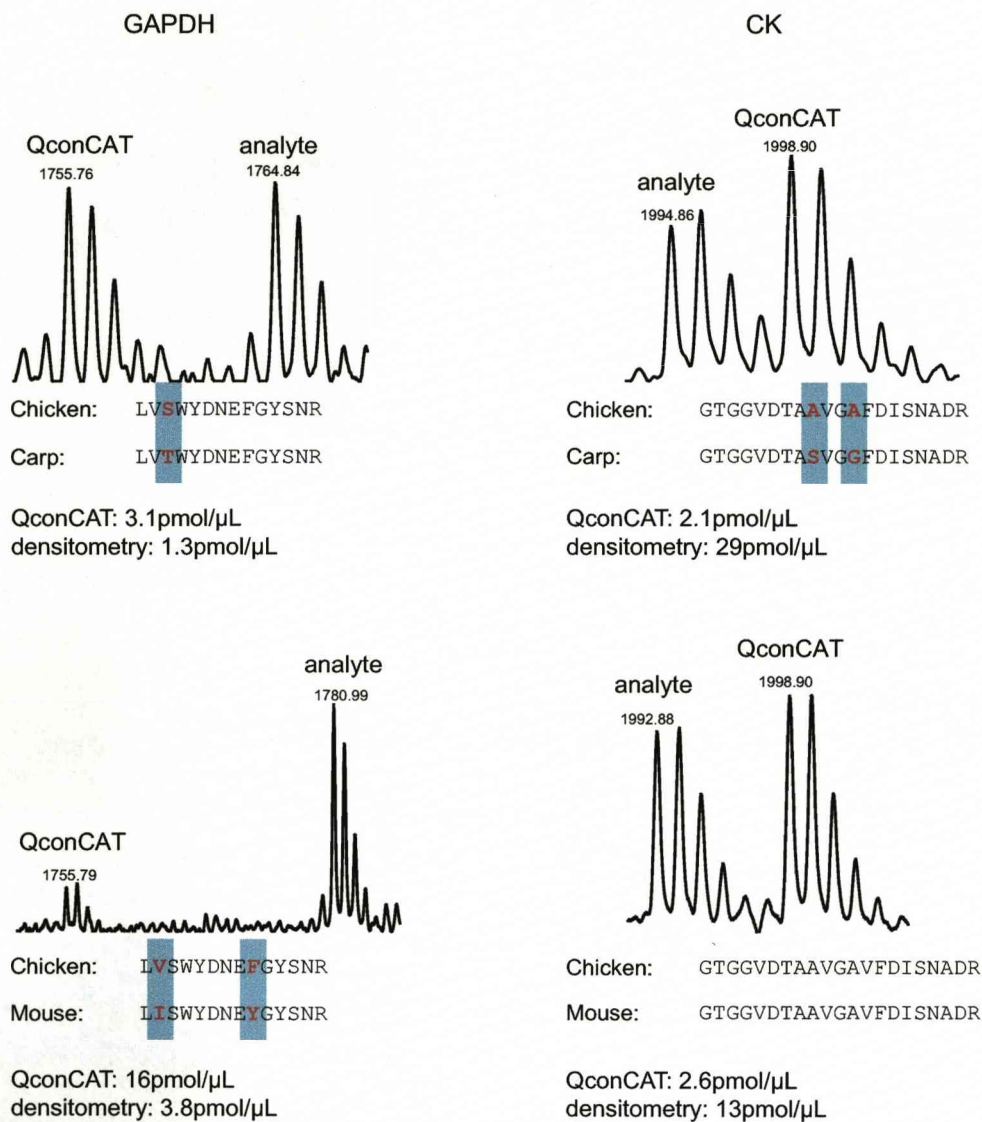 GAPDH
CK
QconCAT
1755.76
analyte
1764.84
Chicken: LVSWYDNEFGYSNR
Carp: LVTWYDNEFGYSNR
QconCAT: 3.1pmol/µL
densitometry: 1.3pmol/µL
analyte
1994.86
QconCAT
1998.90
Chicken: GTGGVDTAAVGAFDISNADR
Carp: GTGGVDTASVGGFDISNADR
QconCAT: 2.1pmol/µL
densitometry: 29pmol/µL
QconCAT
1755.79
analyte
1780.99
Chicken: LVSWYDNEFGYSNR
Mouse: LISWYDNEYGYSNR
QconCAT: 16pmol/µL
densitometry: 3.8pmol/µL
analyte
1992.88
QconCAT
1998.90
Chicken: GTGGVDTAAVGAVFDISNADR
Mouse: GTGGVDTAAVGAVFDISNADR
QconCAT: 2.6pmol/µL
densitometry: 13pmol/µL